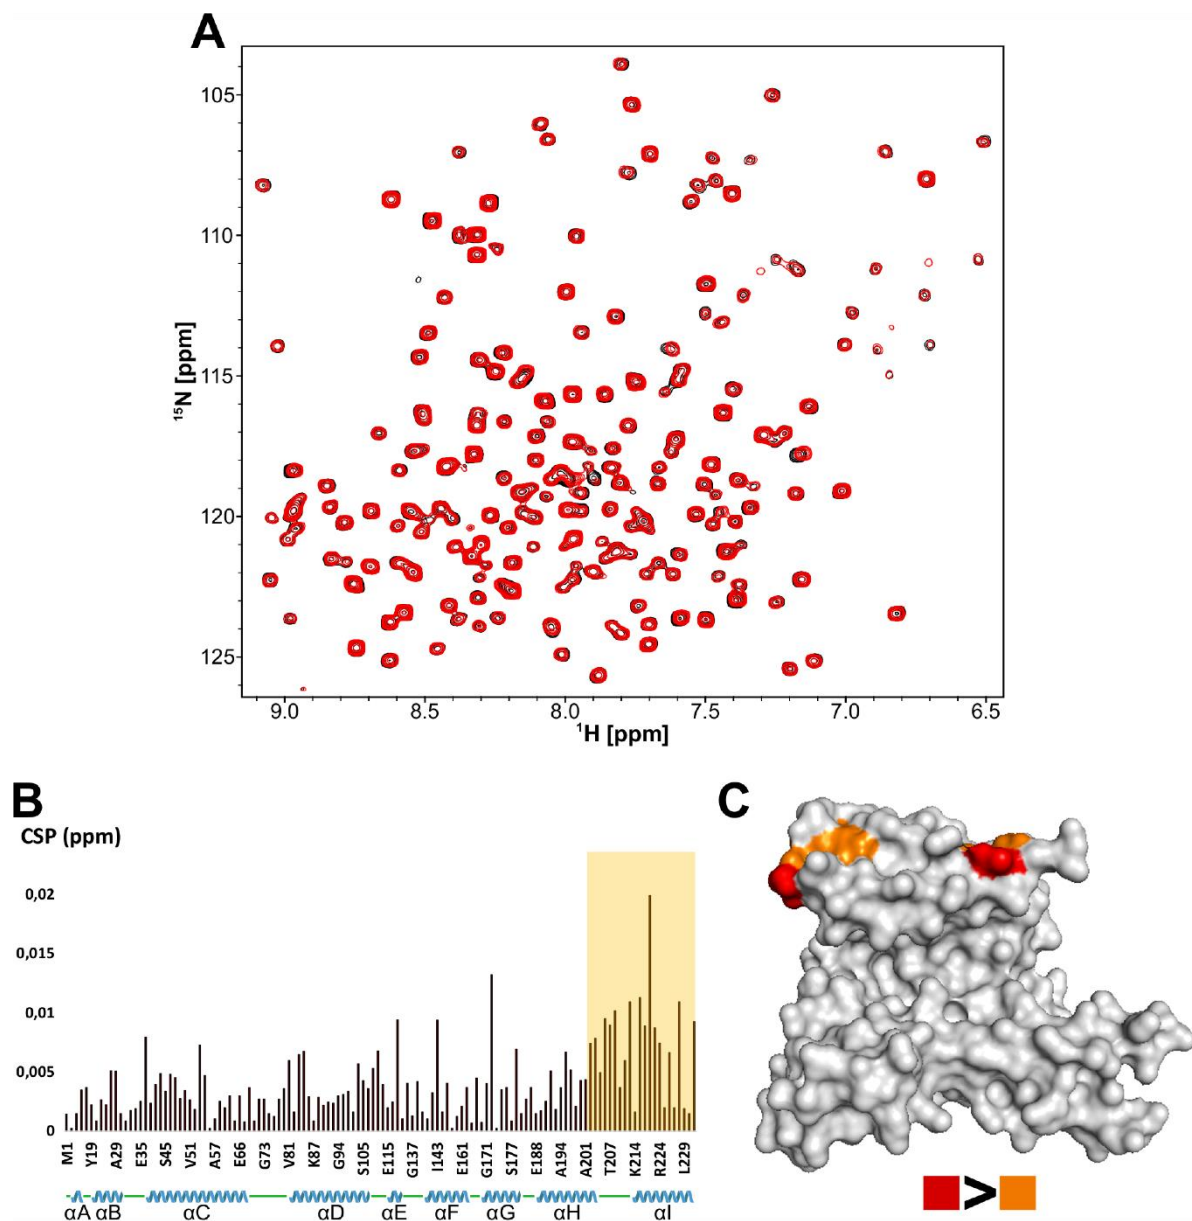 A
105
110
115
120
125
¹⁵N [ppm]
9.0 8.5 8.0 7.5 7.0 6.5
¹H [ppm]
B
CSP (ppm)
0,02
0,015
0,01
0,005
0
M1 Y19 A29 E35 S45 V51 A57 E66 G73 V81 K87 G94 S105 E115 G137 I143 E161 G171 S177 E188 A194 A201 T207 K214 R224 L229
αA αB αC αD αE αF αG αH αI
C
>